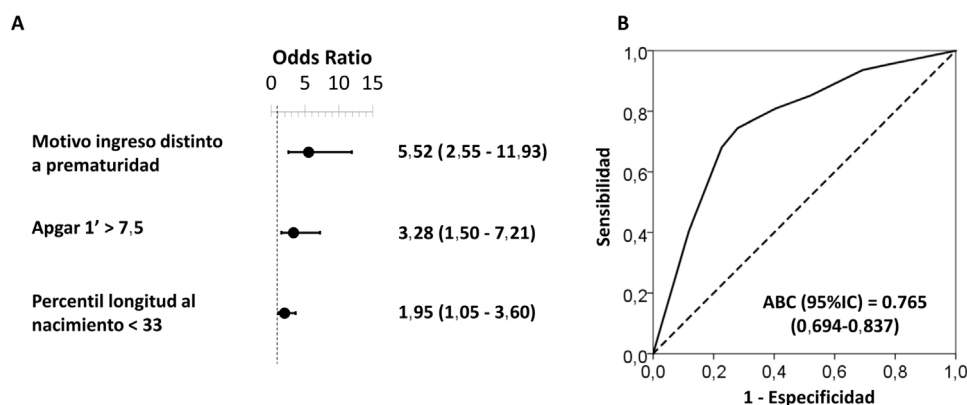 A
Odds Ratio
0 5 10 15
Motivo ingreso distinto
a prematuridad
5,52 (2,55 - 11,93)
Apgar 1’ > 7,5
3,28 (1,50 - 7,21)
Percentil longitud al
nacimiento < 33
1,95 (1,05 - 3,60)
B
Sensibilidad
1,0
0,8
0,6
0,4
0,2
0,0
ABC (95%IC) = 0.765
(0,694-0,837)
0,0 0,2 0,4 0,6 0,8 1,0
1 - Especificidad